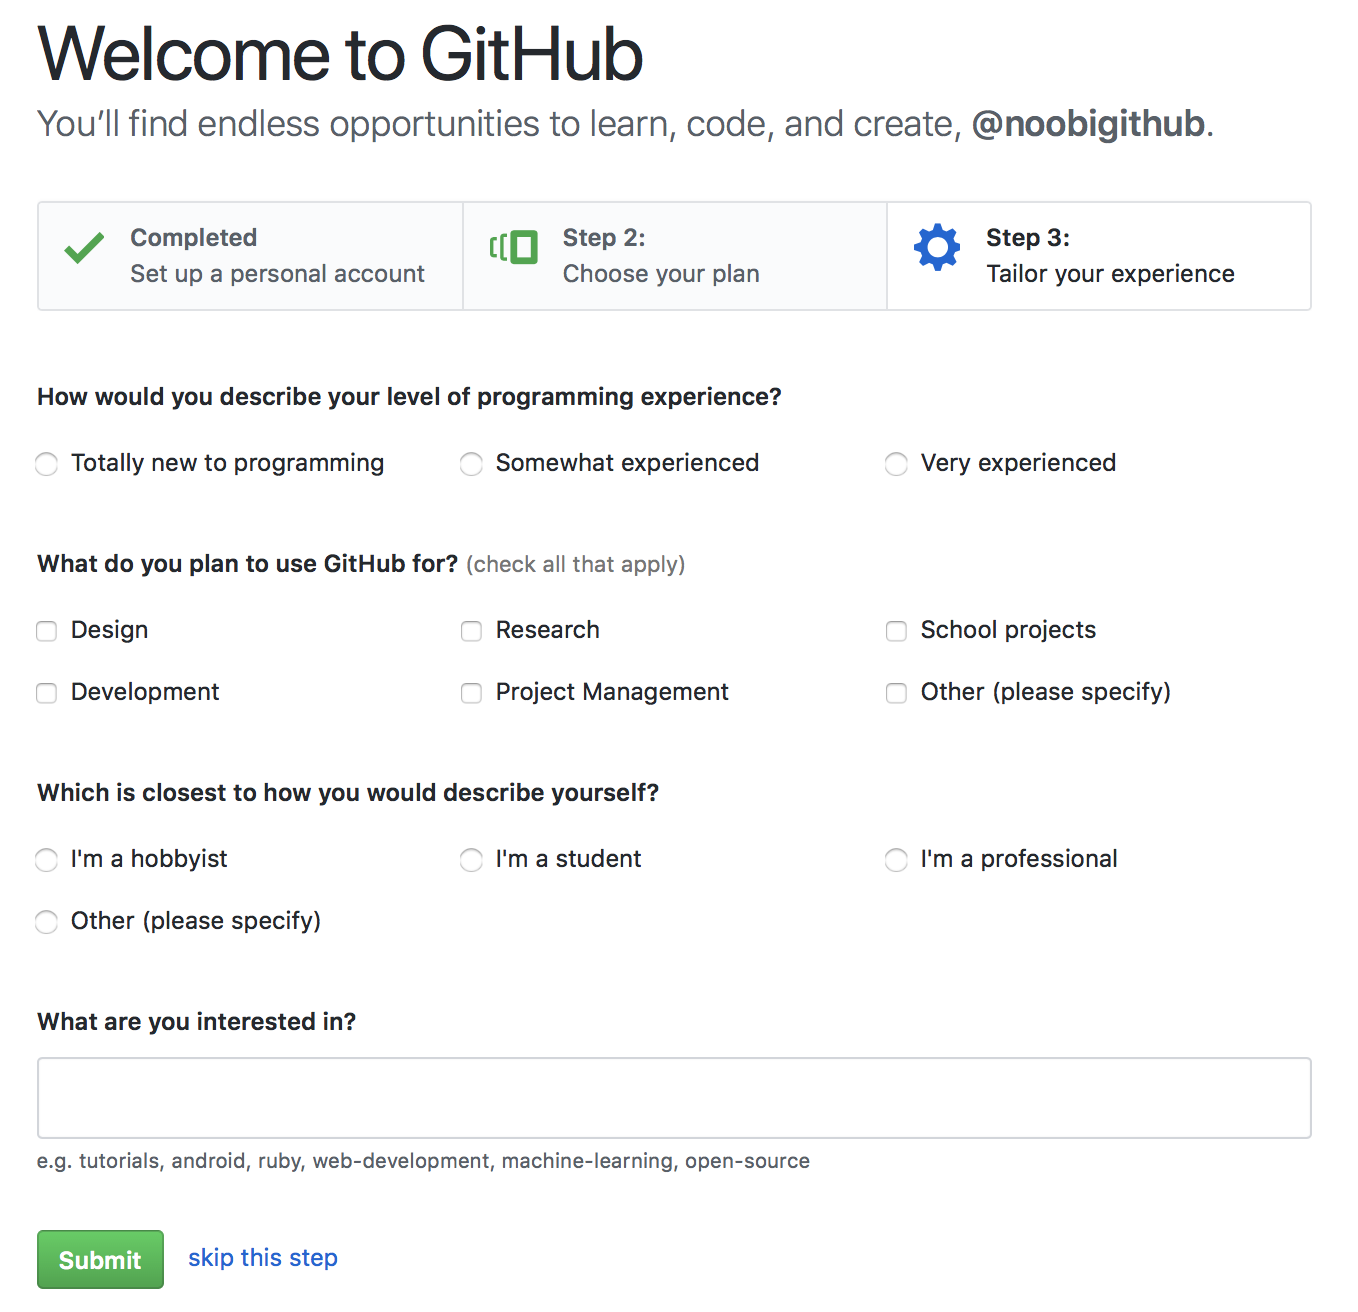 Welcome to GitHub
You’ll find endless opportunities to learn, code, and create, @noobigithub.
Completed
Set up a personal account
Step 2:
Choose your plan
Step 3:
Tailor your experience
How would you describe your level of programming experience?
Totally new to programming
Somewhat experienced
Very experienced
What do you plan to use GitHub for? (check all that apply)
Design
Research
School projects
Development
Project Management
Other (please specify)
Which is closest to how you would describe yourself?
I'm a hobbyist
I'm a student
I'm a professional
Other (please specify)
What are you interested in?
e.g. tutorials, android, ruby, web-development, machine-learning, open-source
Submit
skip this step